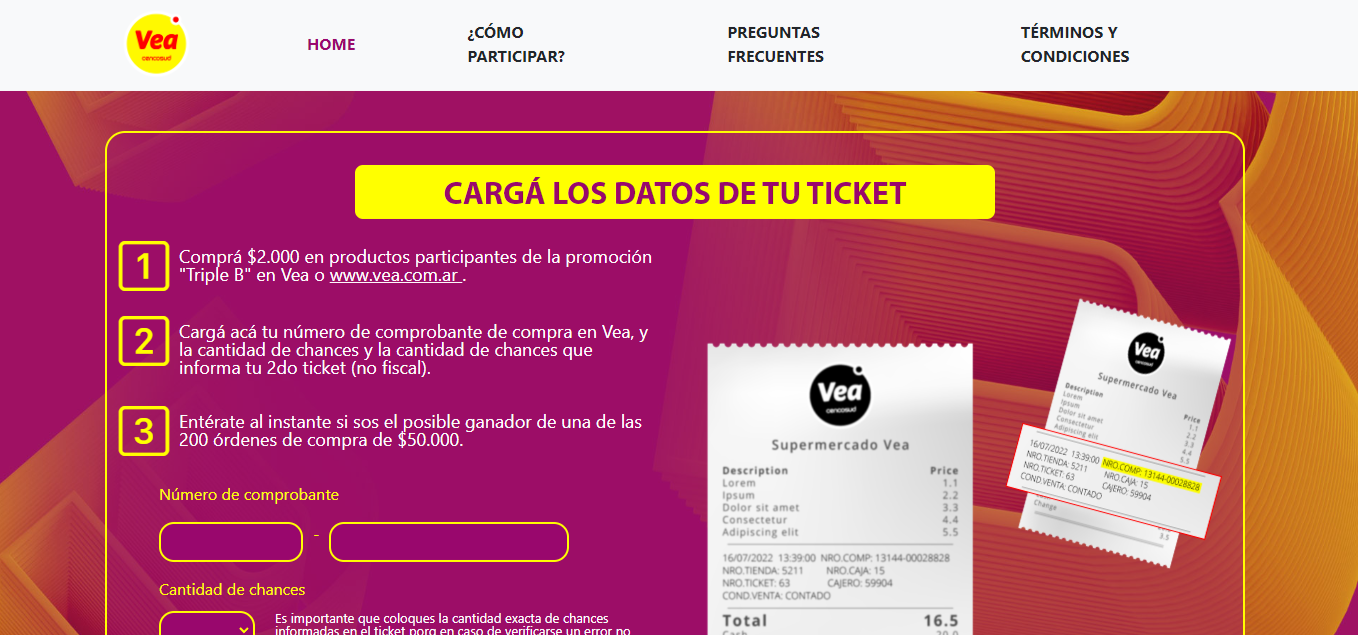 Vea
cencosud
HOME
¿CÓMO
PARTICIPAR?
PREGUNTAS
FRECUENTES
TÉRMINOS Y
CONDICIONES
CARGÁ LOS DATOS DE TU TICKET
1
Comprá $2.000 en productos participantes de la promoción
"Triple B" en Vea o www.vea.com.ar .
2
Cargá acá tu número de comprobante de compra en Vea, y
la cantidad de chances y la cantidad de chances que
informa tu 2do ticket (no fiscal).
3
Entérate al instante si sos el posible ganador de una de las
200 órdenes de compra de $50.000.
Número de comprobante
-
Cantidad de chances
Es importante que coloques la cantidad exacta de chances
informadas en el ticket porq en caso de verificarse un error no
Vea
cencosud
Supermercado Vea
Description Price
Lorem 1.1
Ipsum 2.2
Dolor sit amet 3.3
Consectetur 4.4
Adipiscing elit 5.5
16/07/2022 13:39:00 NRO.COMP: 13144-00028828
NRO.TIENDA: 5211 NRO.CAJA: 15
NRO.TICKET: 63 CAJERO: 59904
COND.VENTA: CONTADO
Total 16.5
Cash 20.0
Vea
cencosud
Supermercado Vea
Description Price
Lorem 1.1
Ipsum 2.2
Dolor sit amet 3.3
Consectetur 4.4
Adipiscing elit 5.5
16/07/2022 13:39:00 NRO.COMP: 13144-00028828
NRO.TIENDA: 5211 NRO.CAJA: 15
NRO.TICKET: 63 CAJERO: 59904
COND.VENTA: CONTADO
Change 3.5